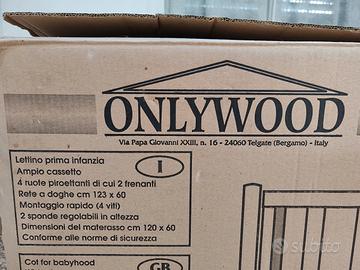 ONLYWOOD
Via Papa Giovanni XXIII, n. 16 - 24060 Telgate (Bergamo) - Italy
Lettino prima infanzia
I
Ampio cassetto
4 ruote piroettanti di cui 2 frenanti
Rete a doghe cm 123 x 60
Montaggio rapido (4 viti)
2 sponde regolabili in altezza
Dimensioni del materasso cm 120 x 60
Conforme alle norme di sicurezza
Cot for babyhood
GB
subito